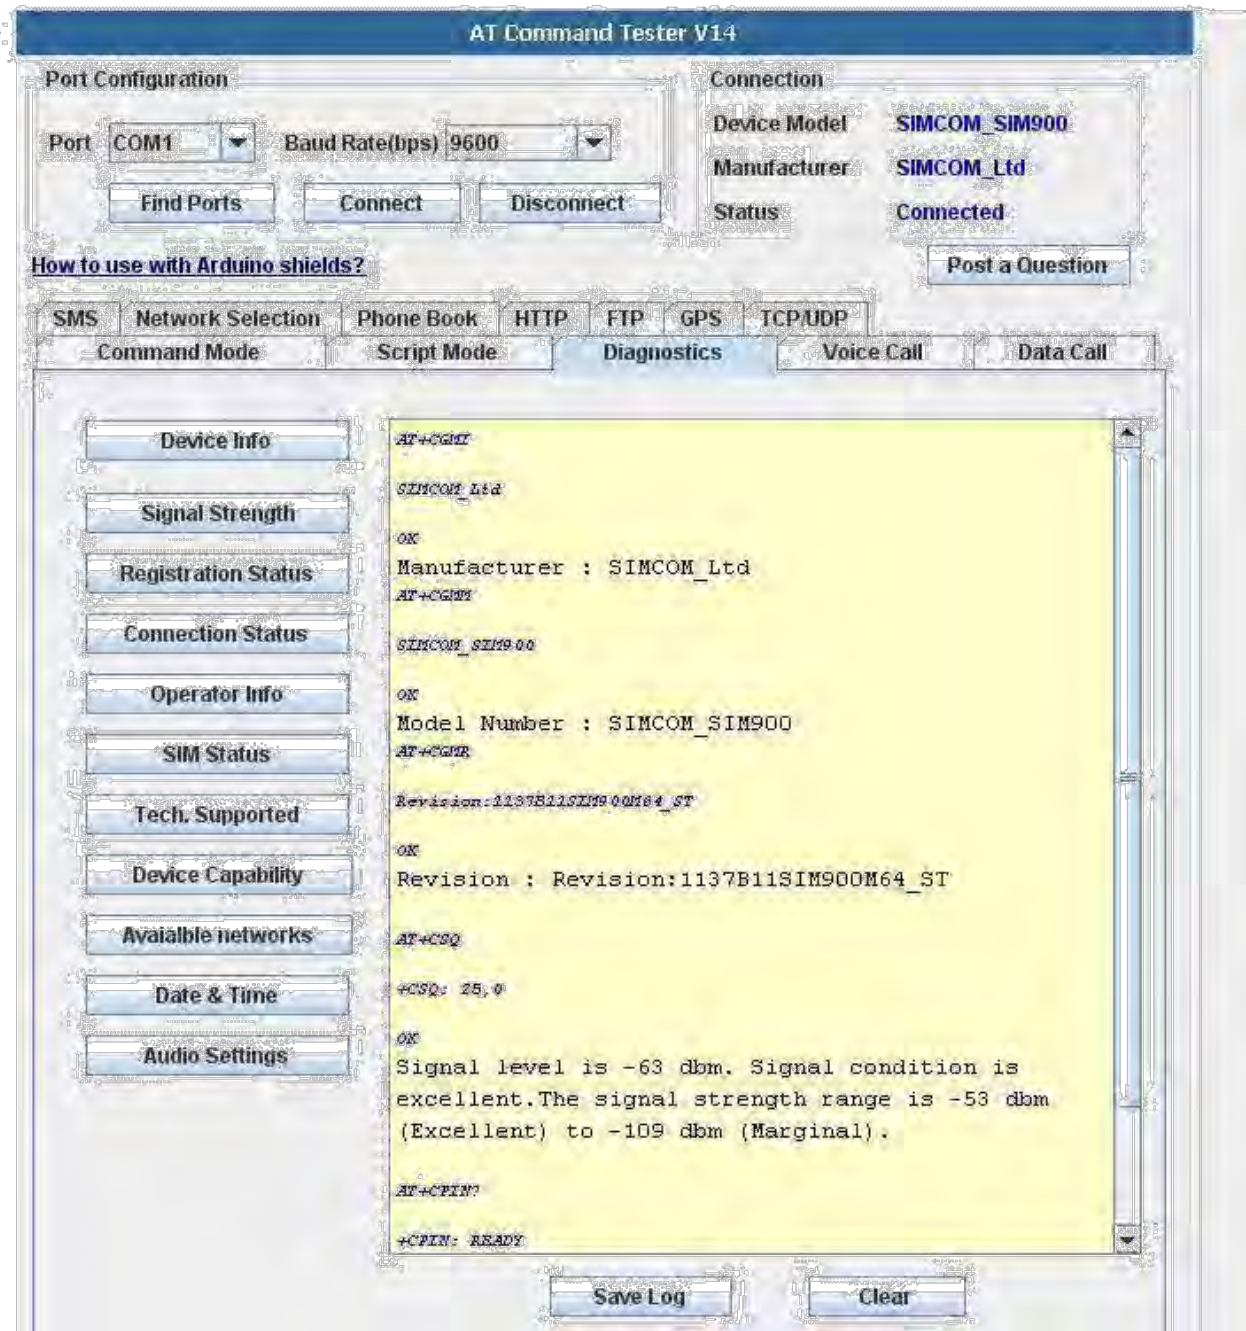 AT Command Tester V14
Port Configuration
Port COM1 Baud Rate(bps) 9600
Find Ports Connect Disconnect
Connection
Device Model SIMCOM_SIM900
Manufacturer SIMCOM_Ltd
Status Connected
How to use with Arduino shields?
Post a Question
SMS Network Selection Phone Book HTTP FTP GPS TCP/UDP
Command Mode Script Mode Diagnostics Voice Call Data Call
Device Info
Signal Strength
Registration Status
Connection Status
Operator Info
SIM Status
Tech. Supported
Device Capability
Avaialble networks
Date & Time
Audio Settings
AT+CGMI
SIMCOM_Ltd
OK
Manufacturer : SIMCOM_Ltd
AT+CGMM
SIMCOM_SIM900
OK
Model Number : SIMCOM_SIM900
AT+CGMR
Revision:1137B11SIM900M64_ST
OK
Revision : Revision:1137B11SIM900M64_ST
AT+CSQ
+CSQ: 25,0
OK
Signal level is -63 dbm. Signal condition is
excellent.The signal strength range is -53 dbm
(Excellent) to -109 dbm (Marginal).
AT+CPIN?
+CPIN: READY
Save Log Clear